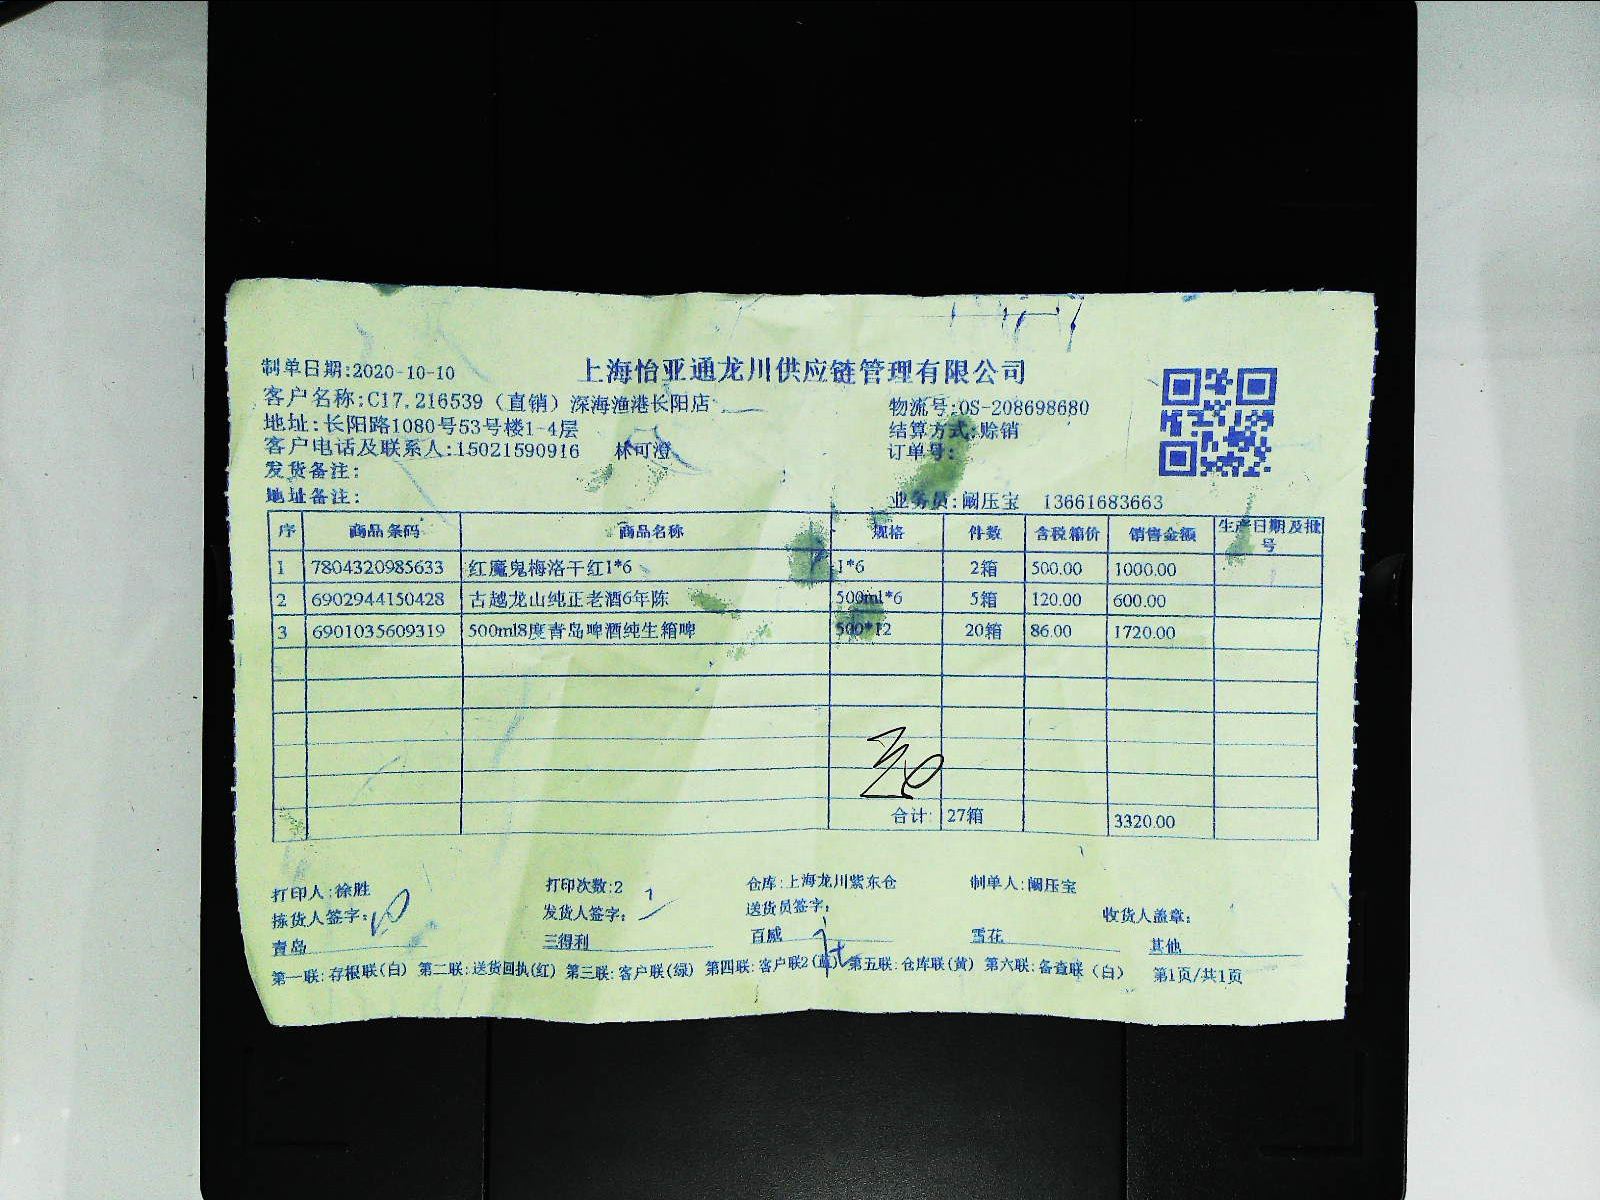 上海怡亚通龙川供应链管理有限公司
制单日期:2020-10-10
客户名称:C17.216539（直销）深海渔港长阳店 物流号:OS-208698680
地址:长阳路1080号53号楼1-4层 结算方式:赊销
客户电话及联系人:15021590916 林可澄 订单号:
发货备注:
地址备注: 业务员:阚压宝 13661683663
序 商品条码 商品名称 规格 件数 含税箱价 销售金额 生产日期及批号
1 7804320985633 红魔鬼梅洛干红1*6 1*6 2箱 500.00 1000.00
2 6902944150428 古越龙山纯正老酒6年陈 500ml*6 5箱 120.00 600.00
3 6901035609319 500ml8度青岛啤酒纯生箱啤 500*12 20箱 86.00 1720.00
合计: 27箱 3320.00
打印人:徐胜 打印次数:2 仓库:上海龙川紫东仓 制单人:阚压宝
拣货人签字: 发货人签字: 送货员签字: 收货人盖章:
青岛 三得利 百威 雪花 其他
第一联:存根联(白) 第二联:送货回执(红) 第三联:客户联(绿) 第四联:客户联2(蓝) 第五联:仓库联(黄) 第六联:备查联（白） 第1页/共1页